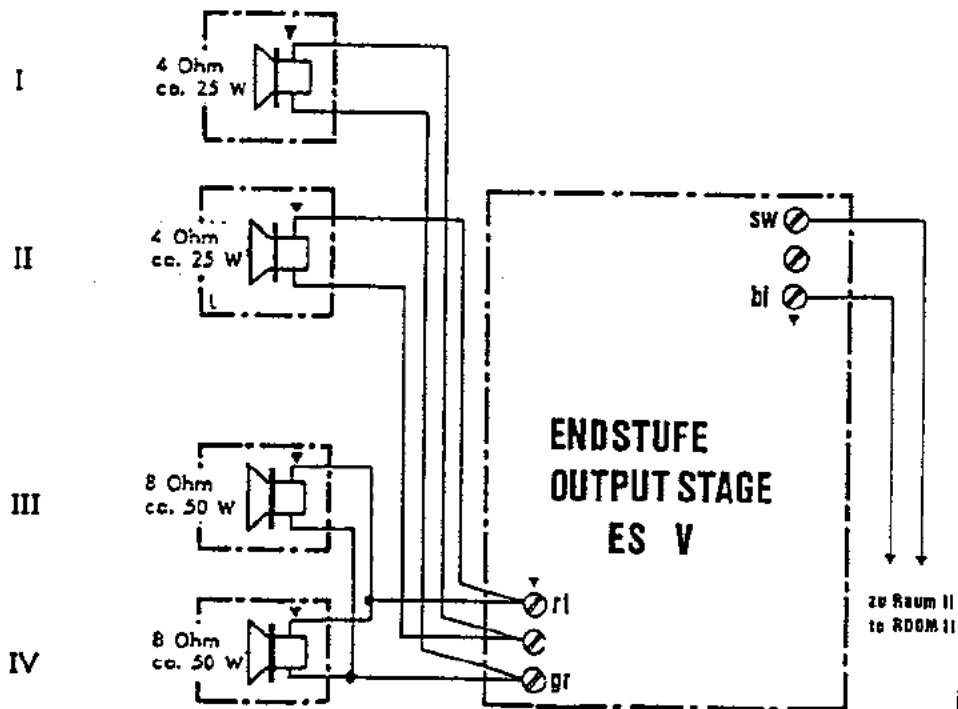 I
4 Ohm
ca. 25 W
II
4 Ohm
ca. 25 W
III
8 Ohm
ca. 50 W
IV
8 Ohm
ca. 50 W
sw
bl
ENDSTUFE
OUTPUT STAGE
ES V
rt
gr
zu Raum II
to ROOM II